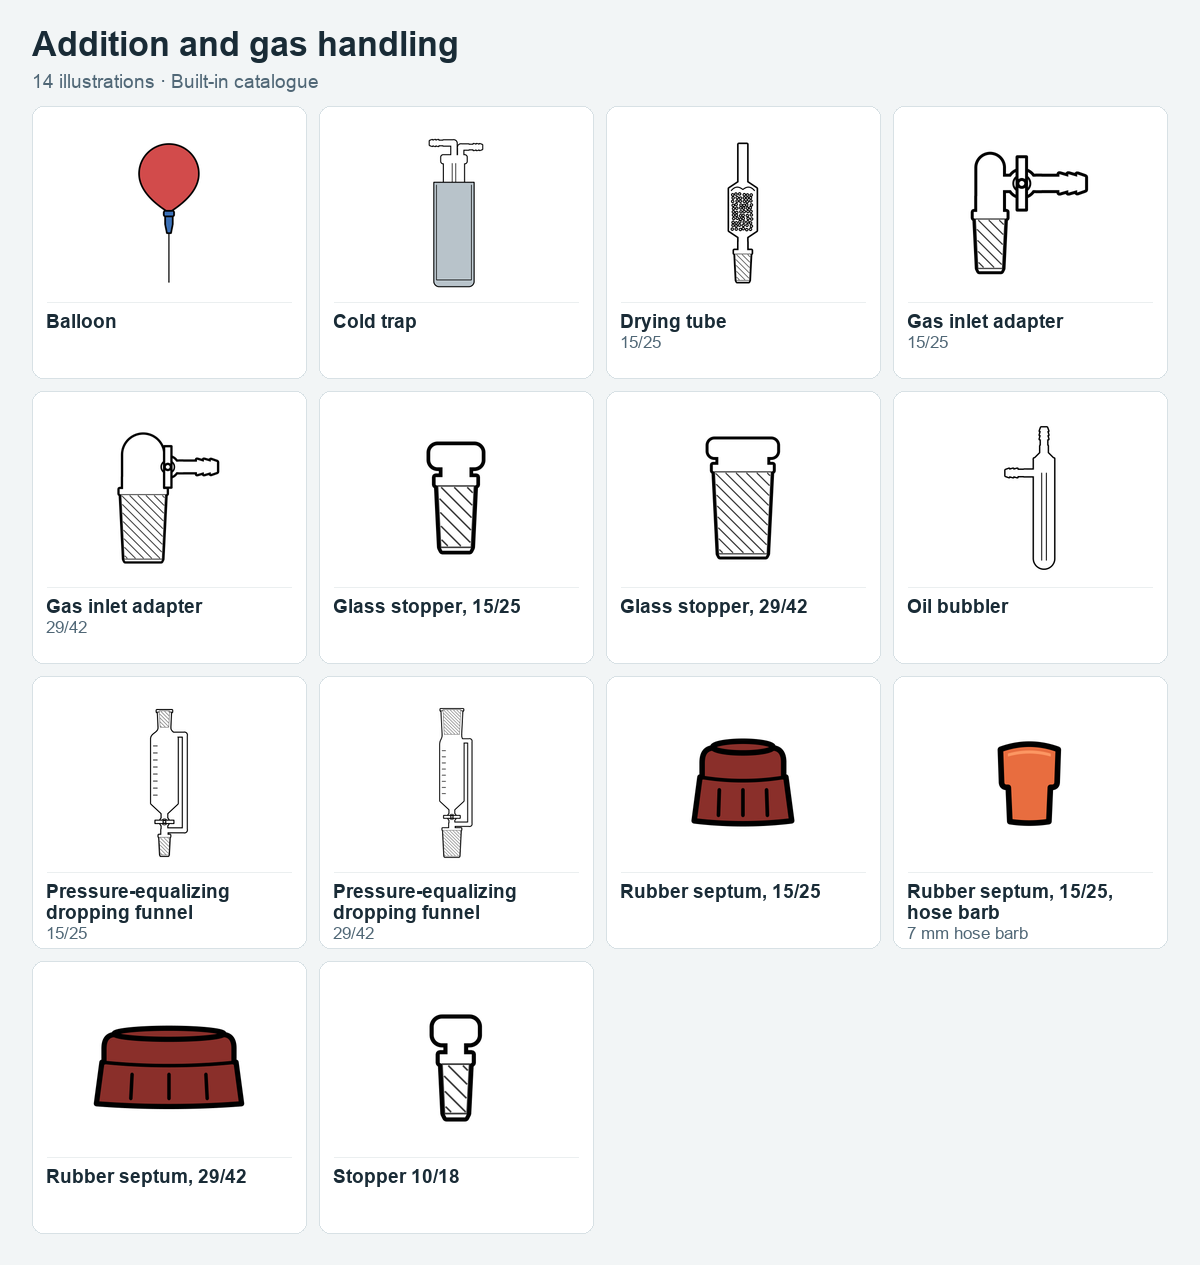 Addition and gas handling
14 illustrations · Built-in catalogue
Balloon
Cold trap
Drying tube
15/25
Gas inlet adapter
15/25
Gas inlet adapter
29/42
Glass stopper, 15/25
Glass stopper, 29/42
Oil bubbler
Pressure-equalizing
dropping funnel
15/25
Pressure-equalizing
dropping funnel
29/42
Rubber septum, 15/25
Rubber septum, 15/25,
hose barb
7 mm hose barb
Rubber septum, 29/42
Stopper 10/18